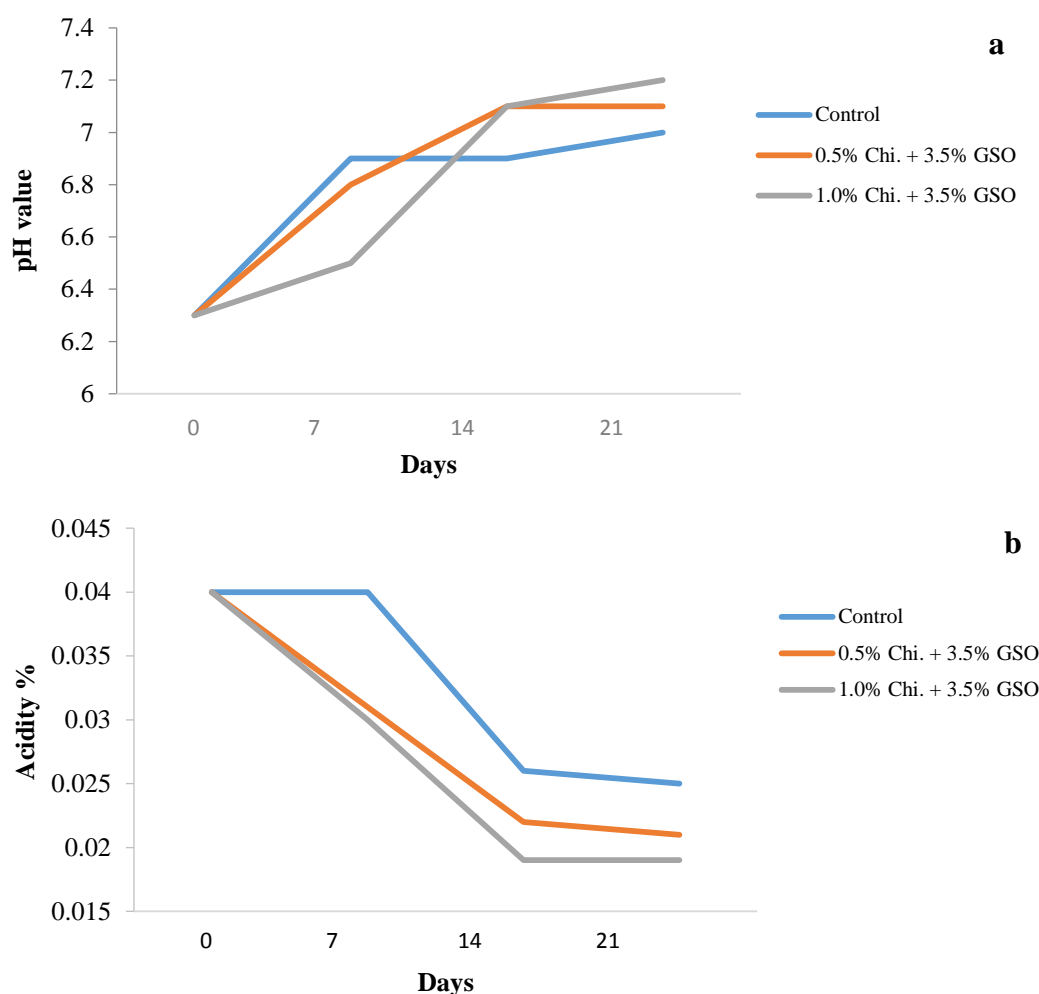 7.4
a
7.2
7
6.8
6.6
6.4
6.2
6
pH value
Control
0.5% Chi. + 3.5% GSO
1.0% Chi. + 3.5% GSO
0 7 14 21
Days
0.045
b
0.04
0.035
0.03
0.025
0.02
0.015
Acidity %
Control
0.5% Chi. + 3.5% GSO
1.0% Chi. + 3.5% GSO
0 7 14 21
Days